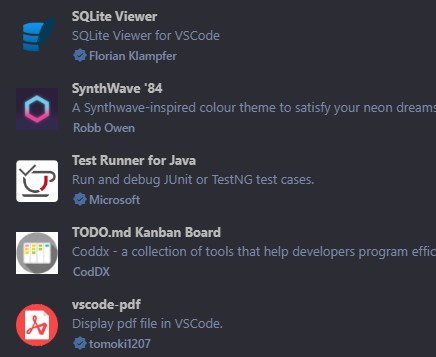 SQLite Viewer
SQLite Viewer for VSCode
Florian Klampfer
SynthWave '84
A Synthwave-inspired colour theme to satisfy your neon dreams
Robb Owen
Test Runner for Java
Run and debug JUnit or TestNG test cases.
Microsoft
TODO.md Kanban Board
Coddx - a collection of tools that help developers program effic
CodDX
vscode-pdf
Display pdf file in VSCode.
tomoki1207